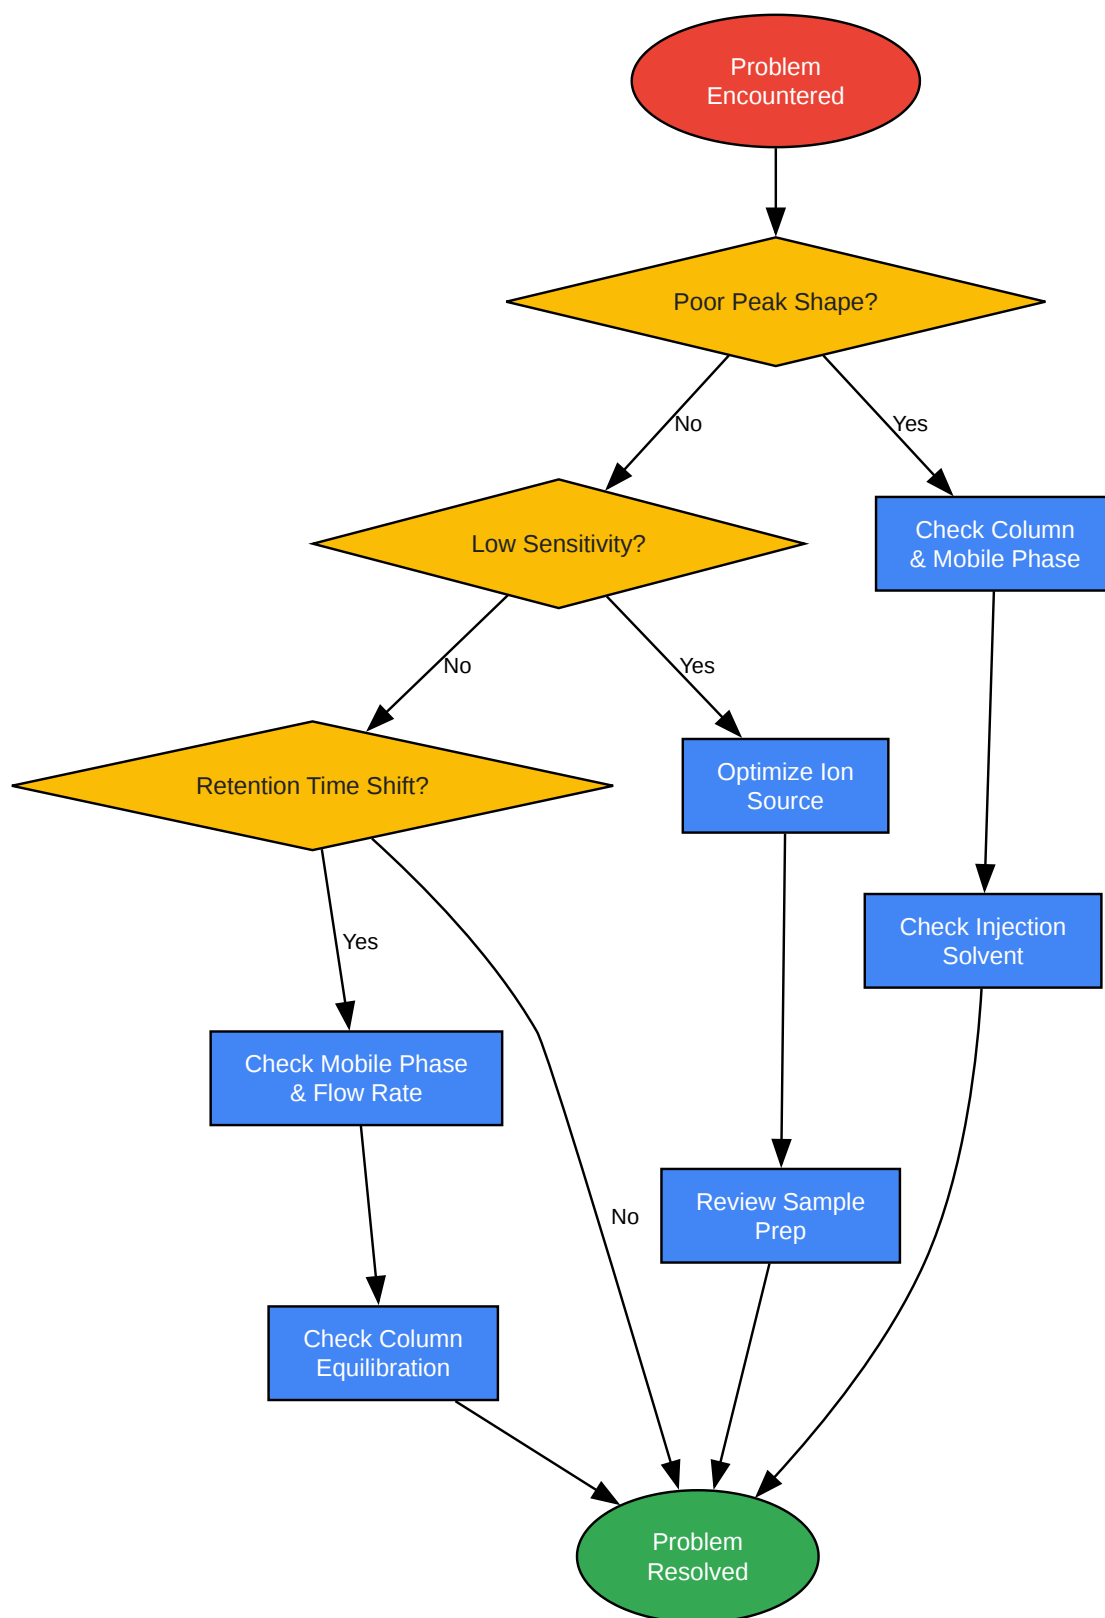 Problem
Encountered
Poor Peak Shape?
No
Yes
Low Sensitivity?
Check Column
& Mobile Phase
No
Yes
Retention Time Shift?
Optimize Ion
Source
Check Injection
Solvent
Yes
Check Mobile Phase
& Flow Rate
No
Review Sample
Prep
Check Column
Equilibration
Problem
Resolved